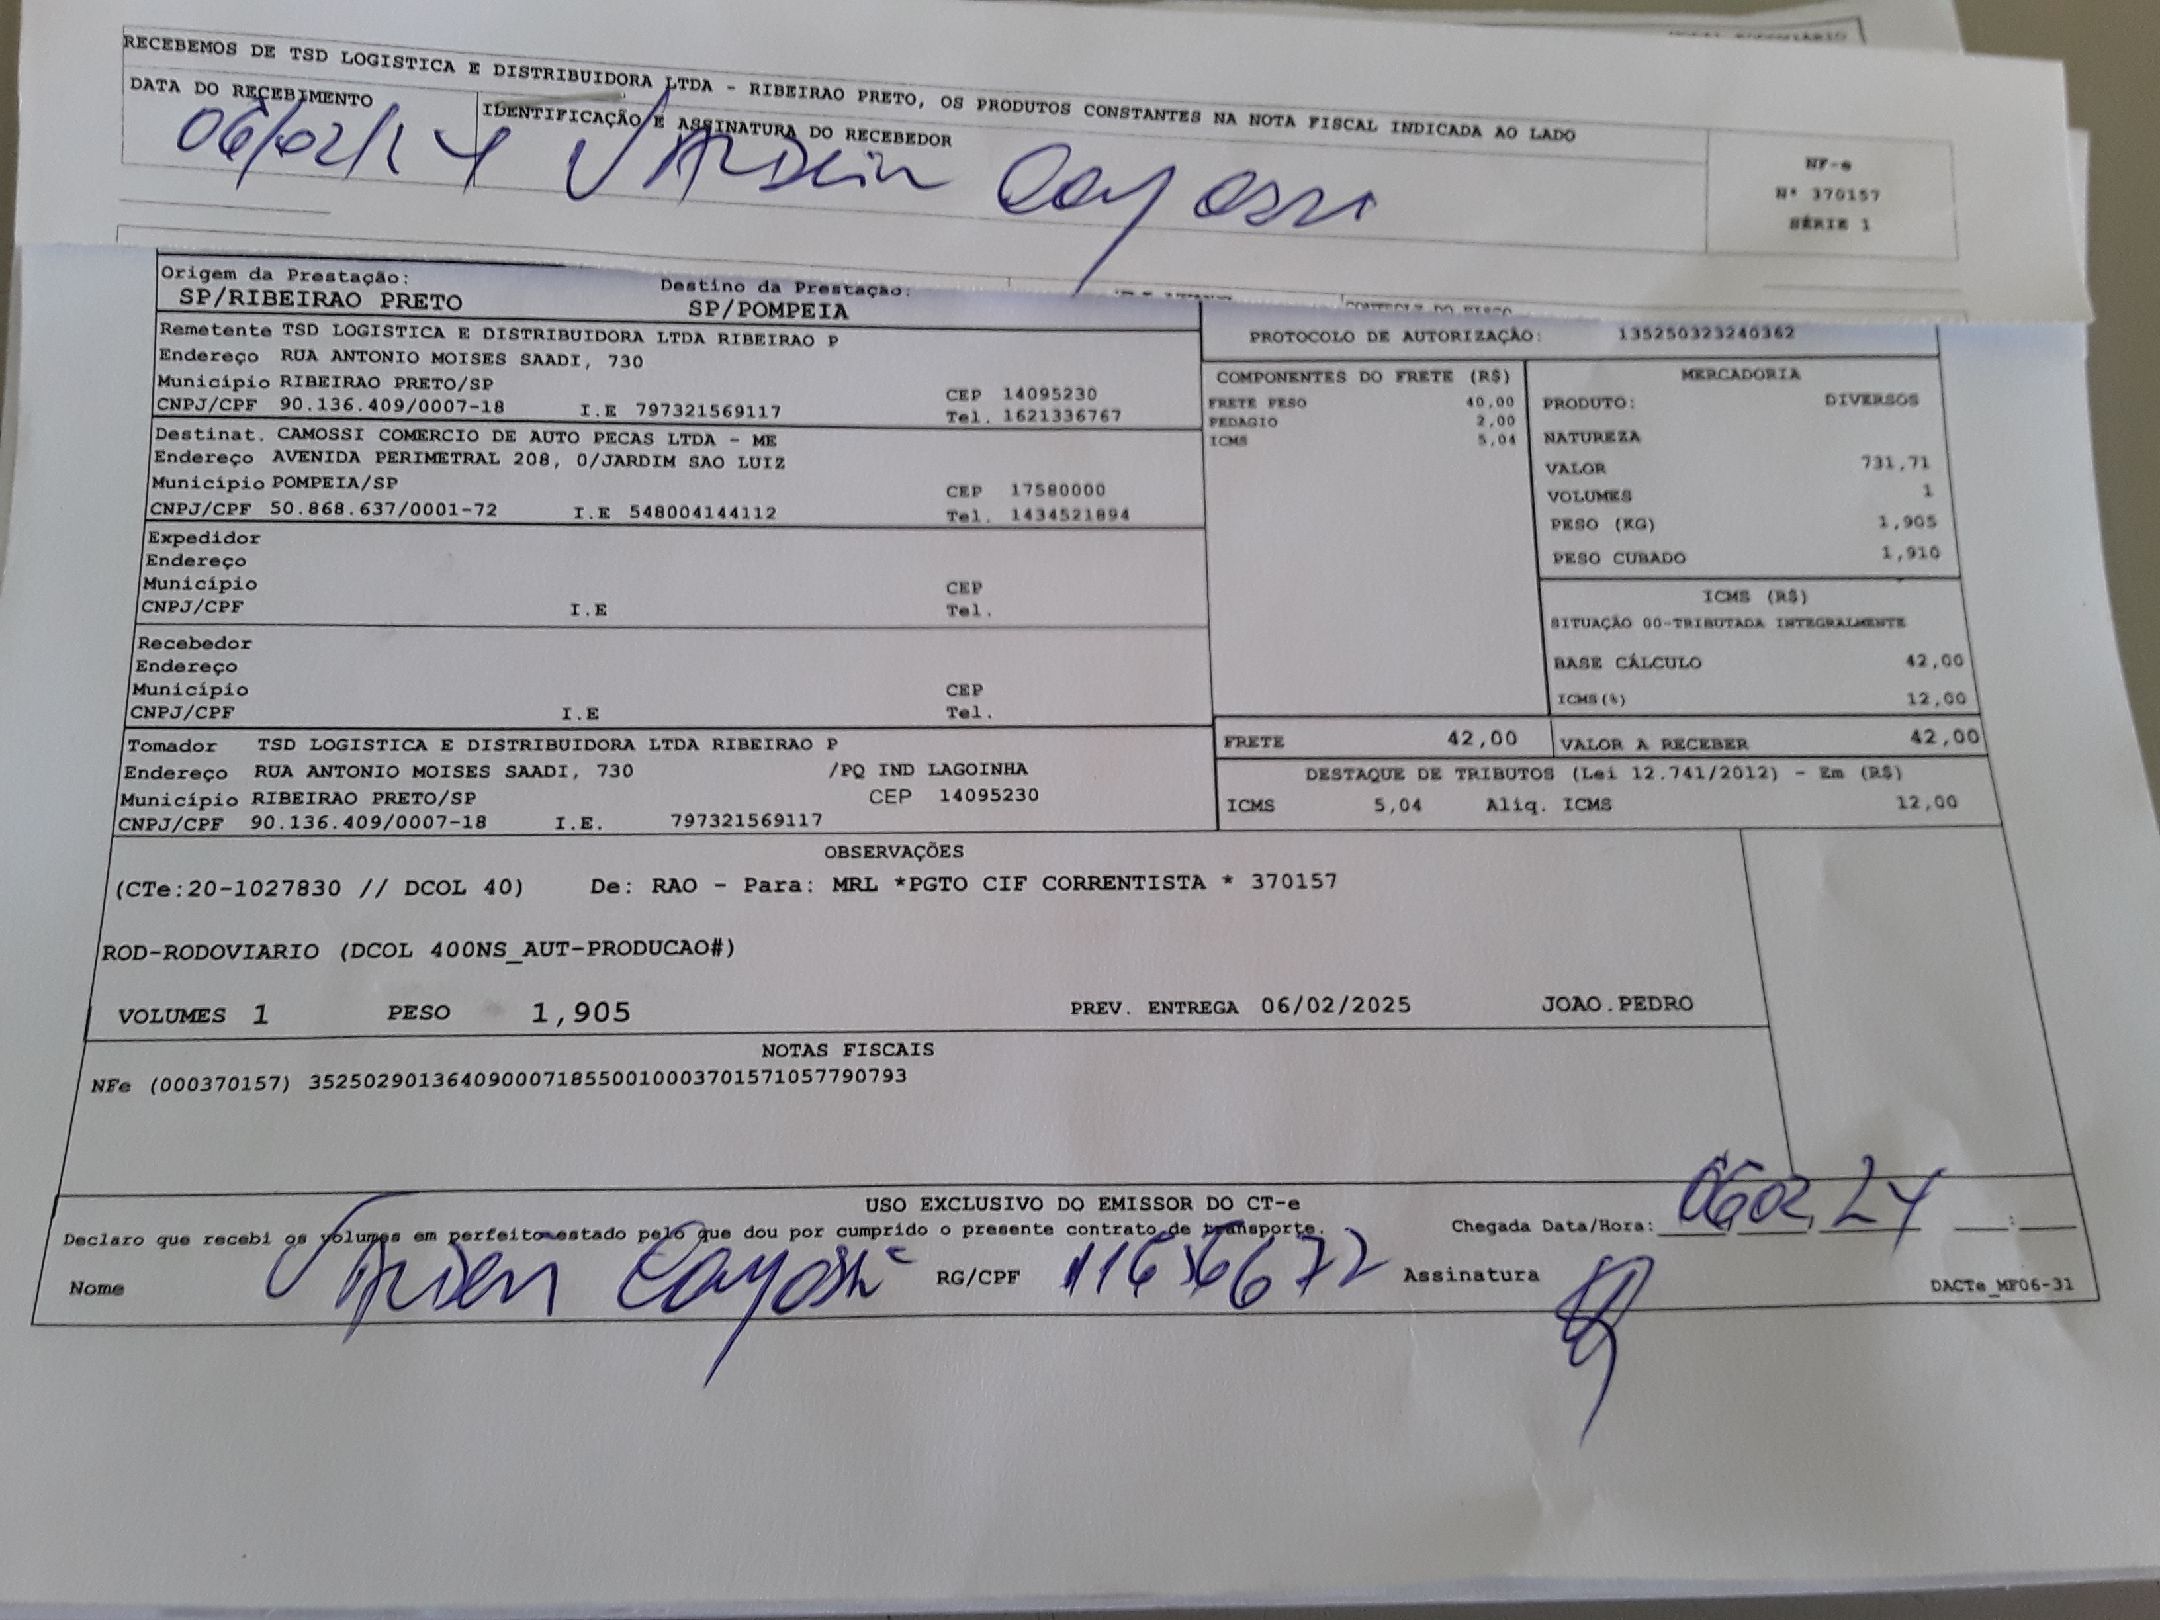 RECEBEMOS DE TSD LOGISTICA E DISTRIBUIDORA LTDA - RIBEIRAO PRETO, OS PRODUTOS CONSTANTES NA NOTA FISCAL INDICADA AO LADO
DATA DO RECEBIMENTO IDENTIFICAÇÃO E ASSINATURA DO RECEBEDOR
06/02/24
NF-e
Nº 370157
SÉRIE 1
Origem da Prestação: Destino da Prestação:
SP/RIBEIRAO PRETO SP/POMPEIA
Remetente TSD LOGISTICA E DISTRIBUIDORA LTDA RIBEIRAO P
Endereço RUA ANTONIO MOISES SAADI, 730
Município RIBEIRAO PRETO/SP CEP 14095230
CNPJ/CPF 90.136.409/0007-18 I.E 797321569117 Tel. 1621336767
Destinat. CAMOSSI COMERCIO DE AUTO PECAS LTDA - ME
Endereço AVENIDA PERIMETRAL 208, 0/JARDIM SAO LUIZ
Município POMPEIA/SP CEP 17580000
CNPJ/CPF 50.868.637/0001-72 I.E 548004144112 Tel. 1434521894
Expedidor
Endereço
Município CEP
CNPJ/CPF I.E Tel.
Recebedor
Endereço
Município CEP
CNPJ/CPF I.E Tel.
Tomador TSD LOGISTICA E DISTRIBUIDORA LTDA RIBEIRAO P
Endereço RUA ANTONIO MOISES SAADI, 730 /PQ IND LAGOINHA
Município RIBEIRAO PRETO/SP CEP 14095230
CNPJ/CPF 90.136.409/0007-18 I.E. 797321569117
PROTOCOLO DE AUTORIZAÇÃO: 135250323240362
COMPONENTES DO FRETE (R$)
FRETE PESO 40,00
PEDAGIO 2,00
ICMS 5,04
MERCADORIA
PRODUTO: DIVERSOS
NATUREZA
VALOR 731,71
VOLUMES 1
PESO (KG) 1,905
PESO CUBADO 1,910
ICMS (R$)
SITUAÇÃO 00-TRIBUTADA INTEGRALMENTE
BASE CÁLCULO 42,00
ICMS(%) 12,00
FRETE 42,00 VALOR A RECEBER 42,00
DESTAQUE DE TRIBUTOS (Lei 12.741/2012) - Em (R$)
ICMS 5,04 Aliq. ICMS 12,00
OBSERVAÇÕES
(CTe:20-1027830 // DCOL 40) De: RAO - Para: MRL *PGTO CIF CORRENTISTA * 370157
ROD-RODOVIARIO (DCOL 400NS_AUT-PRODUCAO#)
VOLUMES 1 PESO 1,905 PREV. ENTREGA 06/02/2025 JOAO.PEDRO
NOTAS FISCAIS
NFe (000370157) 35250290136409000718550010003701571057790793
USO EXCLUSIVO DO EMISSOR DO CT-e
Declaro que recebi os volumes em perfeito estado pelo que dou por cumprido o presente contrato de transporte. Chegada Data/Hora: 06 02 24 :
Nome RG/CPF Assinatura
DACTe_MF06-31